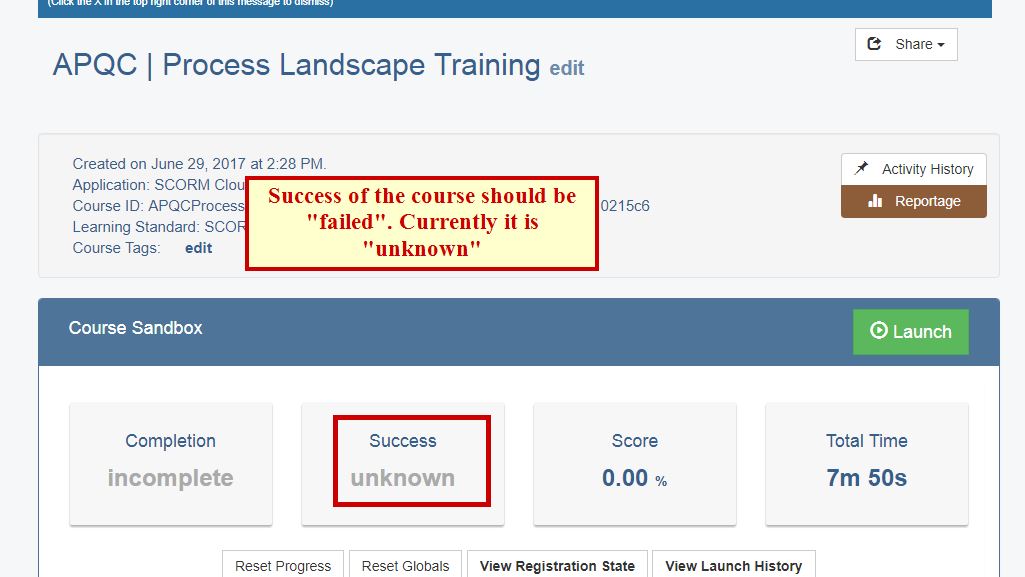 (Click the X in the top right corner of this message to dismiss)
Share
APQC | Process Landscape Training edit
Created on June 29, 2017 at 2:28 PM.
Application: SCORM Clou
Course ID: APQCProcess
0215c6
Learning Standard: SCOR
Course Tags: edit
Success of the course should be
"failed". Currently it is
"unknown"
Activity History
Reportage
Course Sandbox
Launch
Completion
incomplete
Success
unknown
Score
0.00 %
Total Time
7m 50s
Reset Progress
Reset Globals
View Registration State
View Launch History